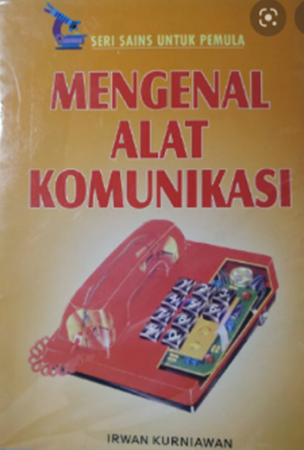 SERI SAINS UNTUK PEMULA
MENGENAL
ALAT
KOMUNIKASI
IRWAN KURNIAWAN